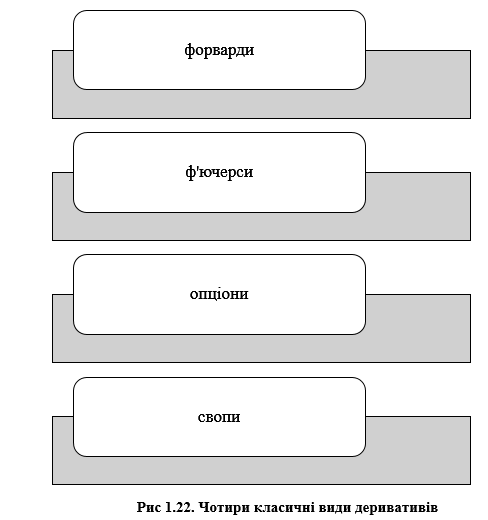 форварди
ф'ючерси
опціони
свопи
Рис 1.22. Чотири класичні види деривативів